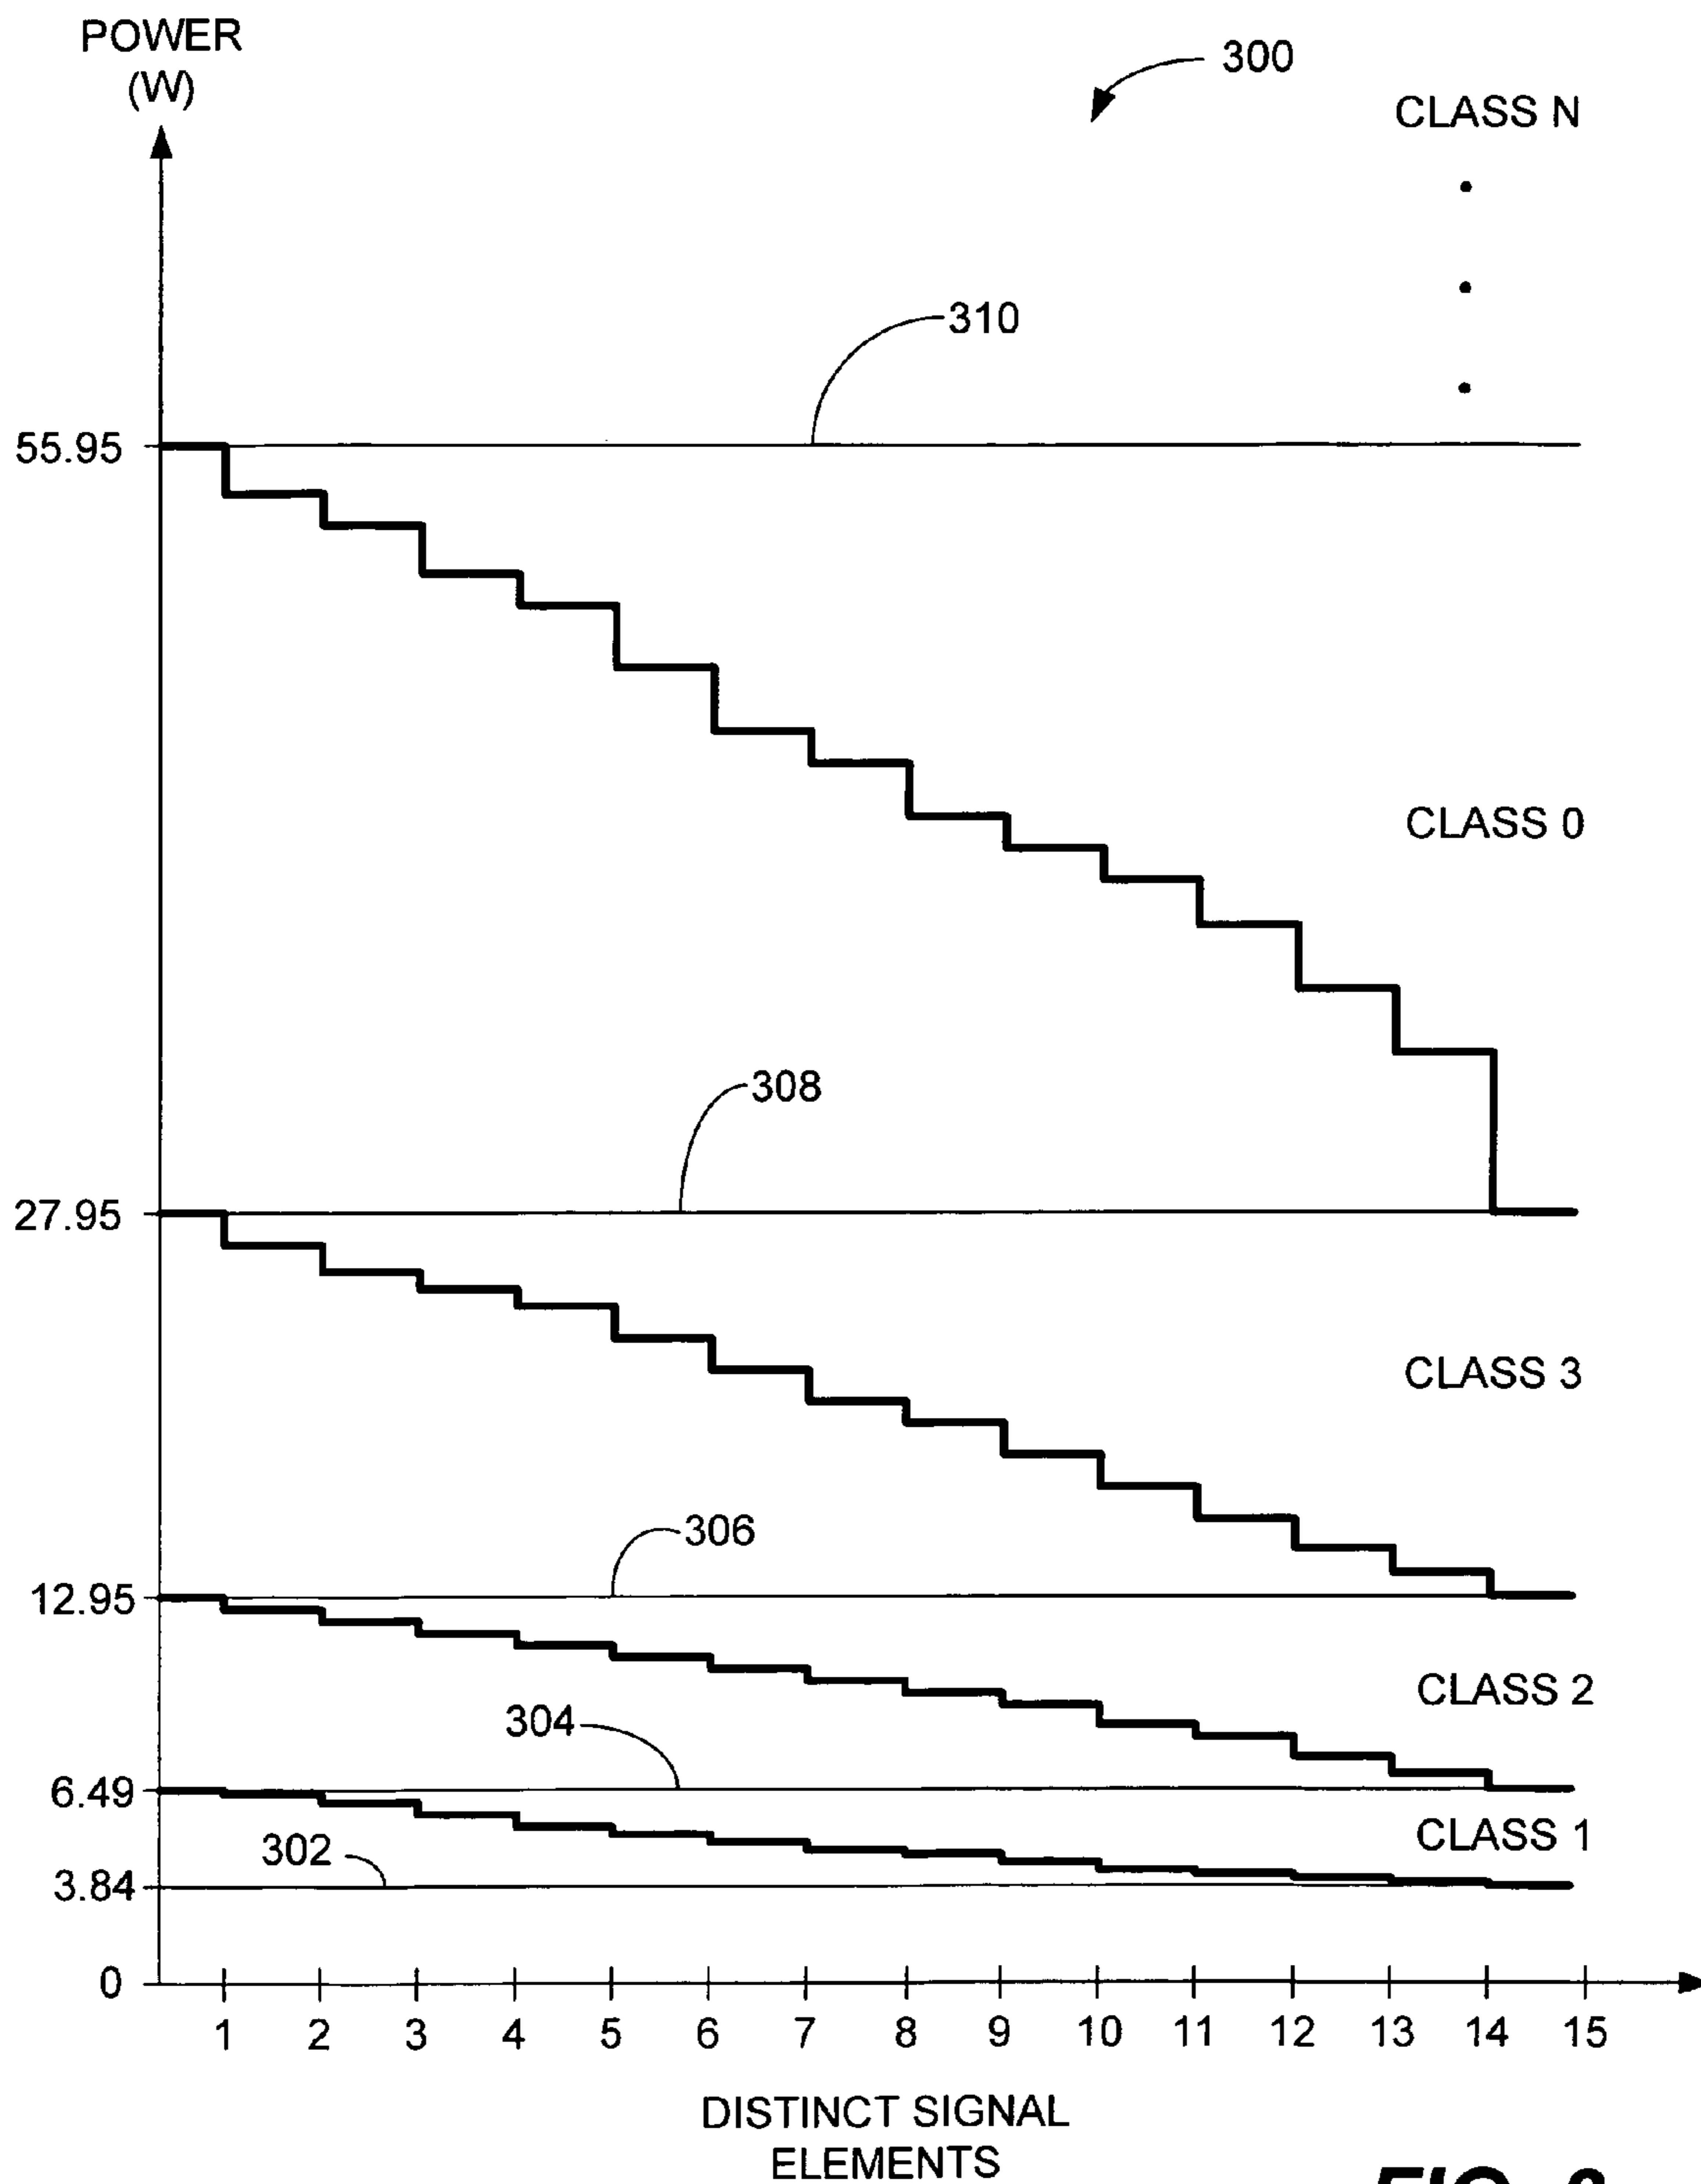 POWER
(W)
300
CLASS N
310
55.95
CLASS 0
308
27.95
CLASS 3
306
12.95
CLASS 2
304
6.49
CLASS 1
302
3.84
0
1 2 3 4 5 6 7 8 9 10 11 12 13 14 15
DISTINCT SIGNAL
ELEMENTS